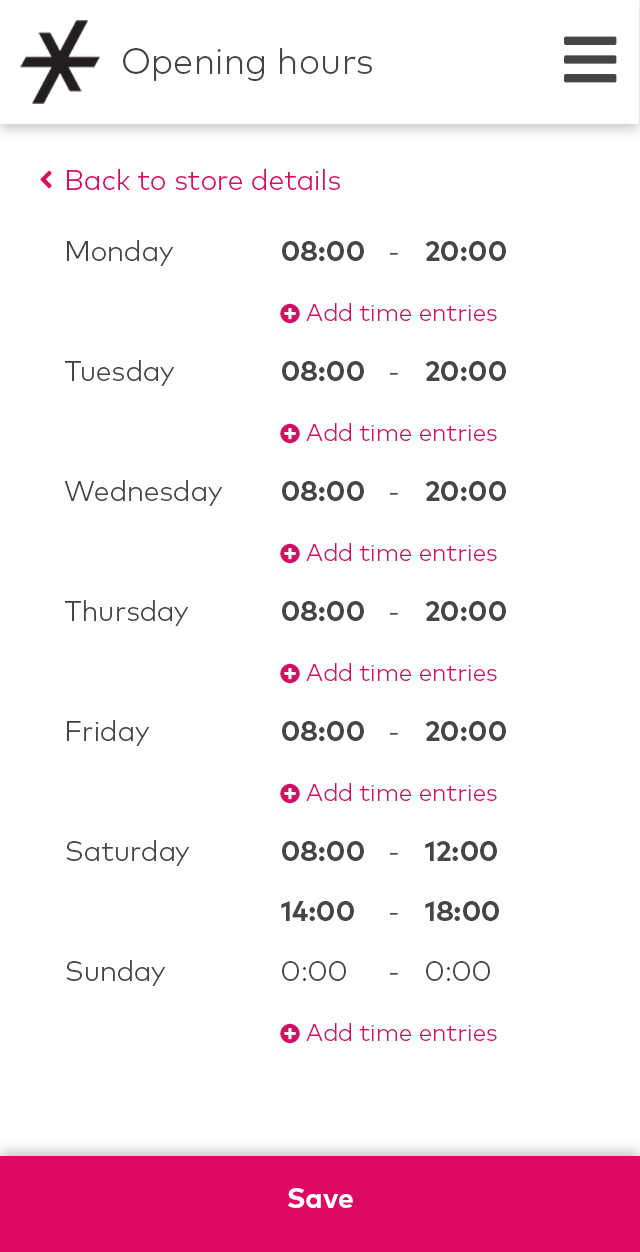 Opening hours
Back to store details
Monday 08:00 - 20:00
Add time entries
Tuesday 08:00 - 20:00
Add time entries
Wednesday 08:00 - 20:00
Add time entries
Thursday 08:00 - 20:00
Add time entries
Friday 08:00 - 20:00
Add time entries
Saturday 08:00 - 12:00
14:00 - 18:00
Sunday 0:00 - 0:00
Add time entries
Save